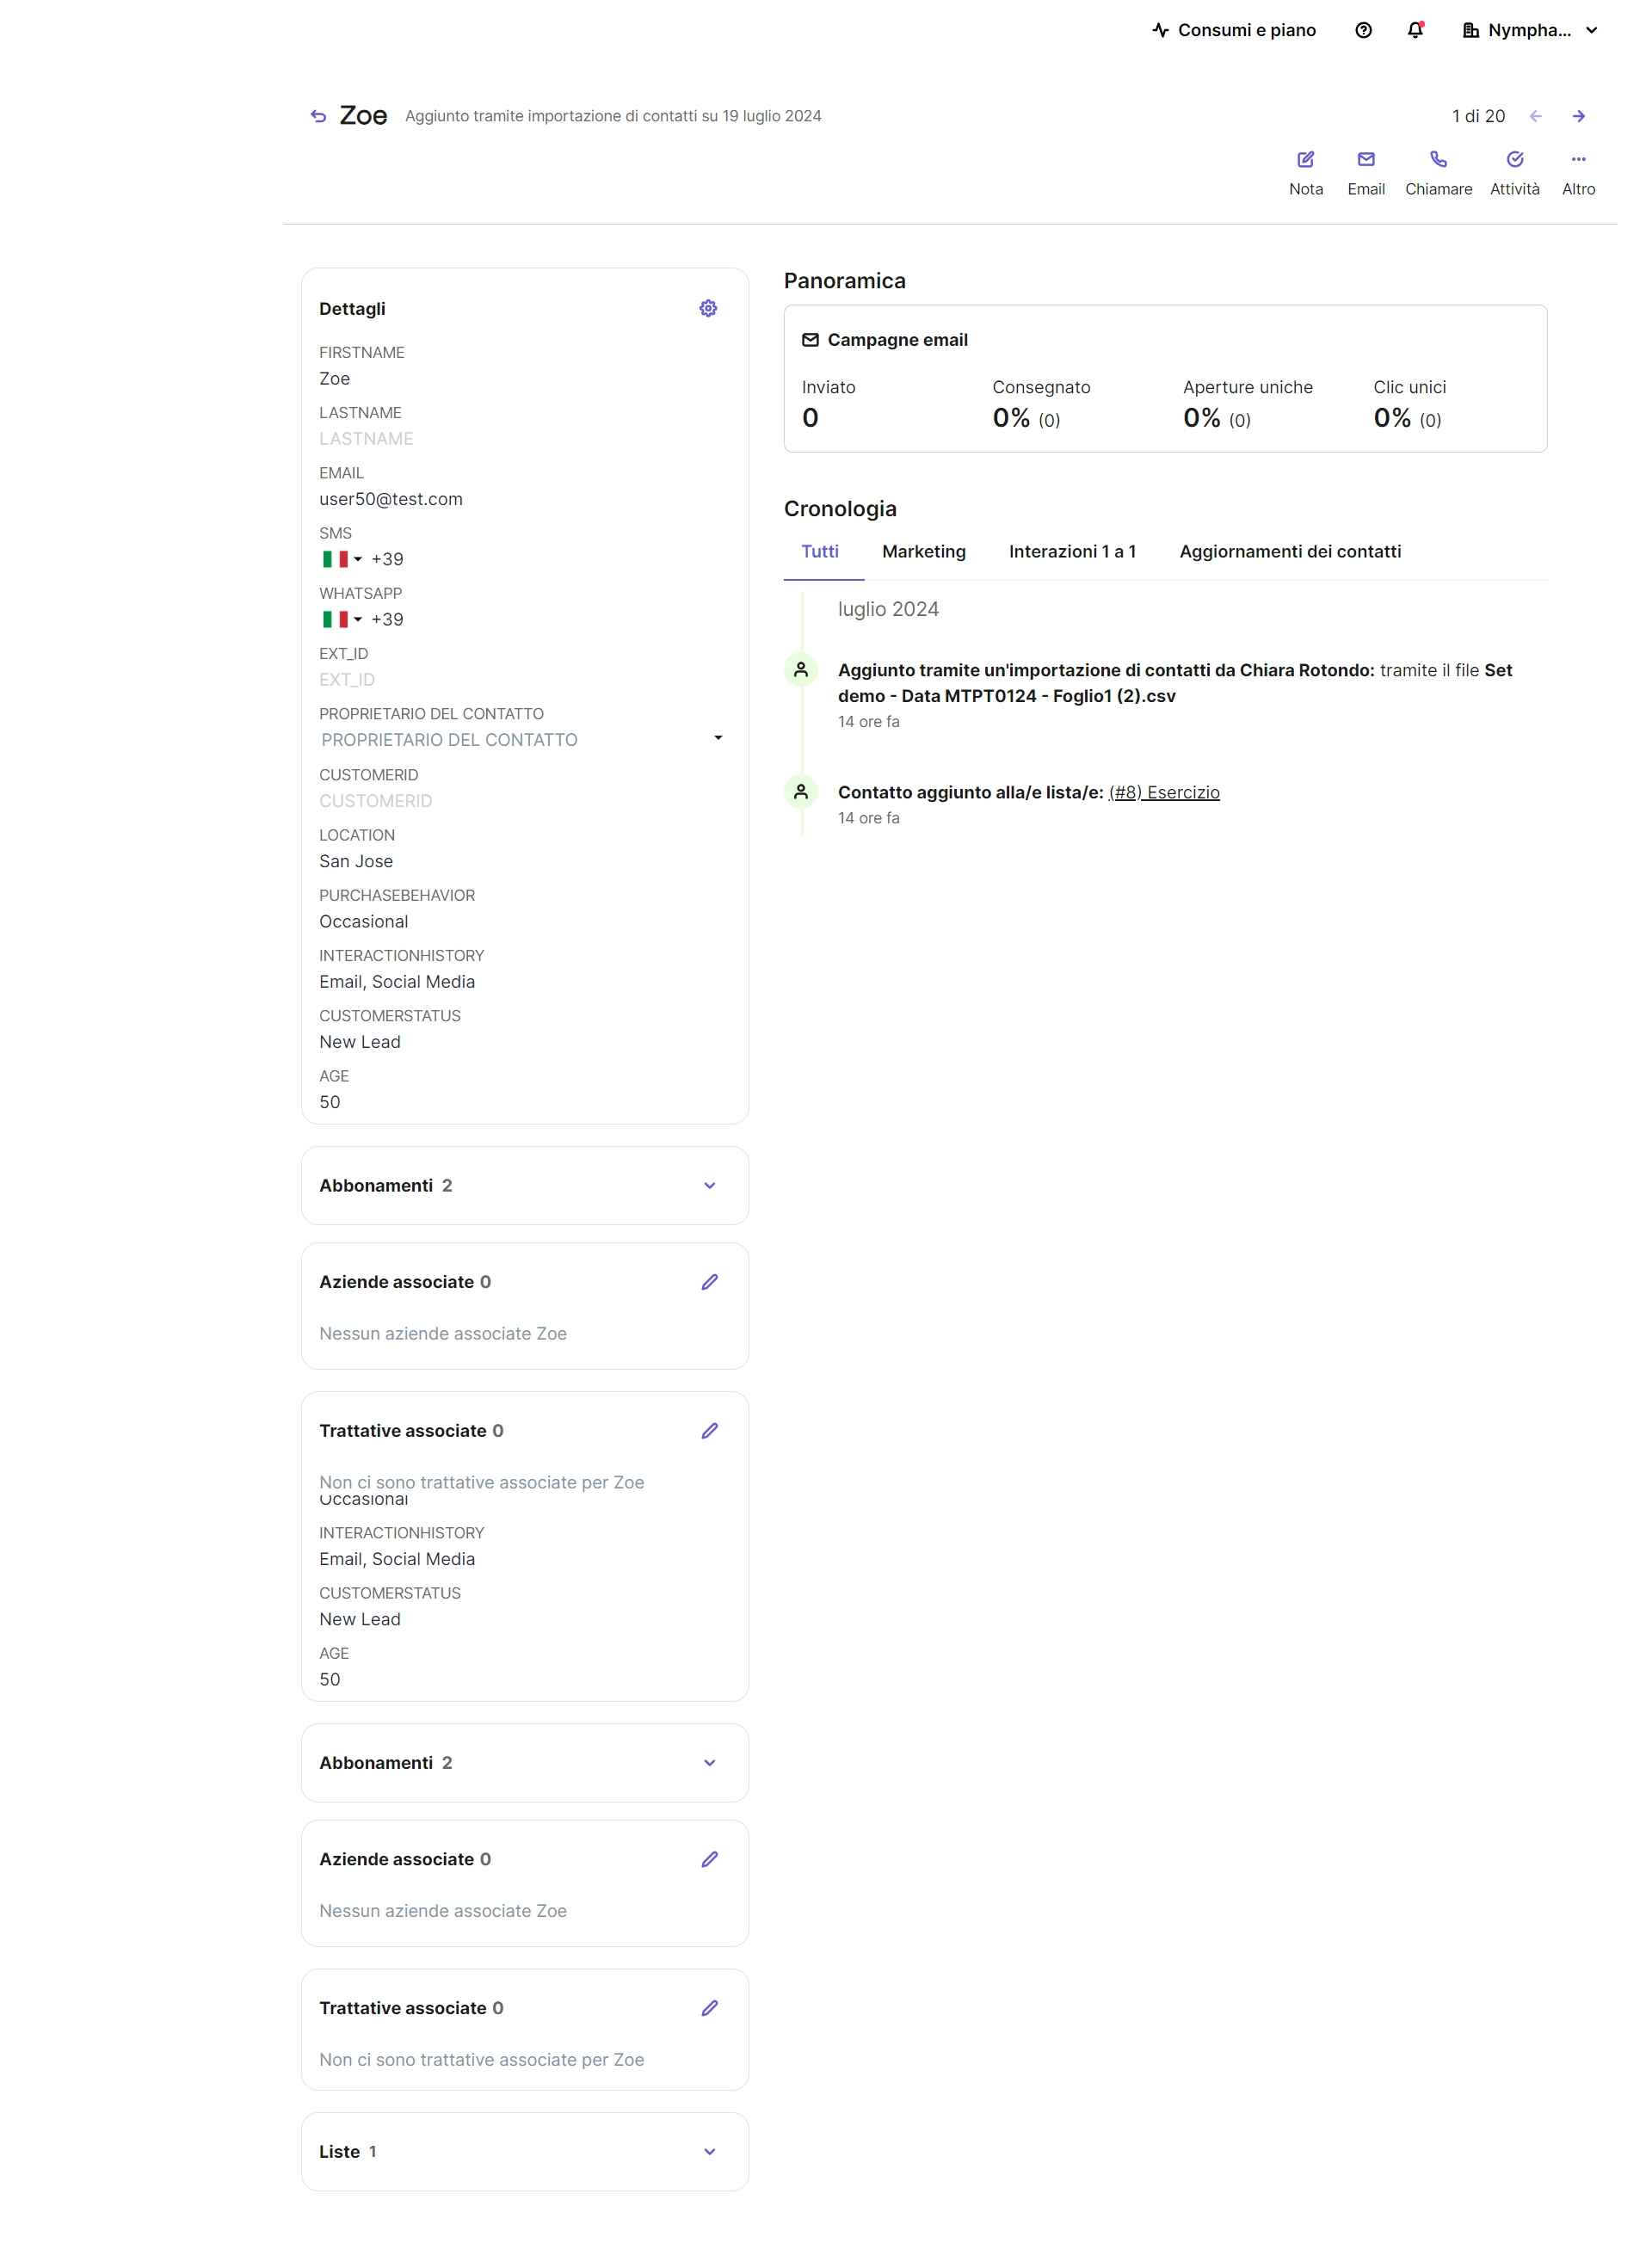 Consumi e piano
Nympha...
Zoe Aggiunto tramite importazione di contatti su 19 luglio 2024
1 di 20
Nota Email Chiamare Attività Altro
Dettagli
FIRSTNAME
Zoe
LASTNAME
LASTNAME
EMAIL
user50@test.com
SMS
+39
WHATSAPP
+39
EXT_ID
EXT_ID
PROPRIETARIO DEL CONTATTO
PROPRIETARIO DEL CONTATTO
CUSTOMERID
CUSTOMERID
LOCATION
San Jose
PURCHASEBEHAVIOR
Occasional
INTERACTIONHISTORY
Email, Social Media
CUSTOMERSTATUS
New Lead
AGE
50
Abbonamenti 2
Aziende associate 0
Nessun aziende associate Zoe
Trattative associate 0
Non ci sono trattative associate per Zoe
Occasional
INTERACTIONHISTORY
Email, Social Media
CUSTOMERSTATUS
New Lead
AGE
50
Abbonamenti 2
Aziende associate 0
Nessun aziende associate Zoe
Trattative associate 0
Non ci sono trattative associate per Zoe
Liste 1
Panoramica
Campagne email
Inviato Consegnato Aperture uniche Clic unici
0 0% (0) 0% (0) 0% (0)
Cronologia
Tutti Marketing Interazioni 1 a 1 Aggiornamenti dei contatti
luglio 2024
Aggiunto tramite un'importazione di contatti da Chiara Rotondo: tramite il file Set
demo - Data MTPT0124 - Foglio1 (2).csv
14 ore fa
Contatto aggiunto alla/e lista/e: (#8) Esercizio
14 ore fa